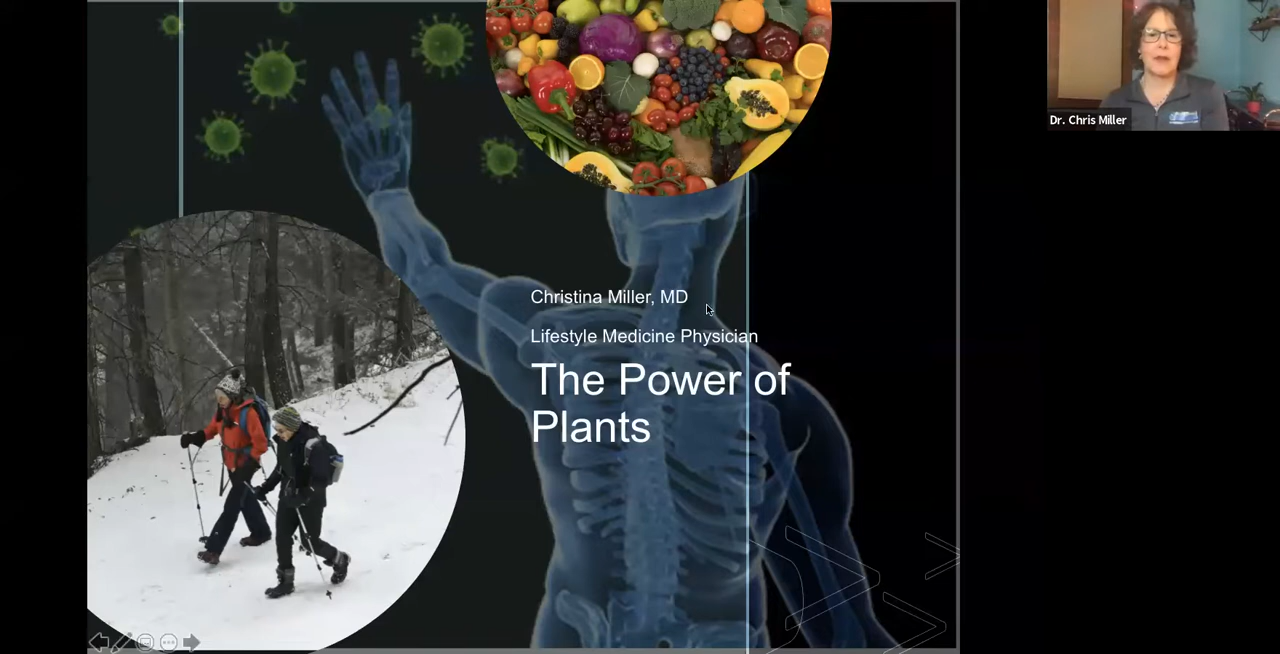 Christina Miller, MD
Lifestyle Medicine Physician
The Power of
Plants
Dr. Chris Miller